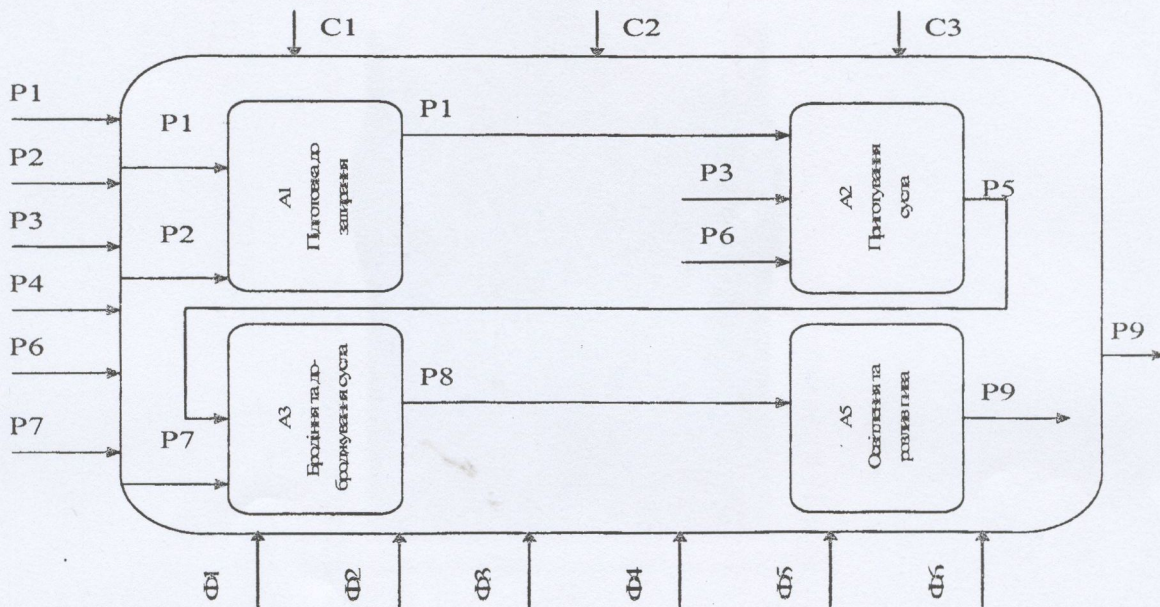 C1
C2
C3
P1
P2
P3
P4
P6
P7
P1
P2
A1
Підготовка до
затирання
P1
P3
P6
A2
Приготування
сусла
P5
P7
A3
Бродіння та до-
броджування сусла
P8
A5
Освітлення та
розлив пива
P9
P9
Ф1
Ф2
Ф3
Ф4
Ф5
Ф6